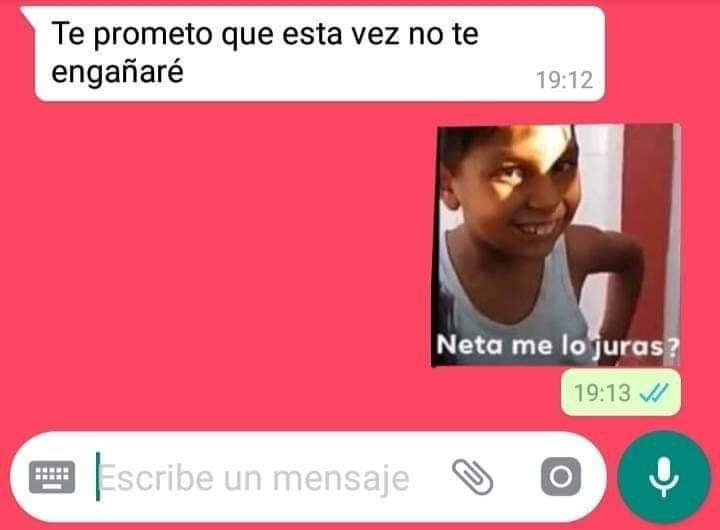 Te prometo que esta vez no te
engañaré
19:12
Neta me lo juras?
19:13
Escribe un mensaje